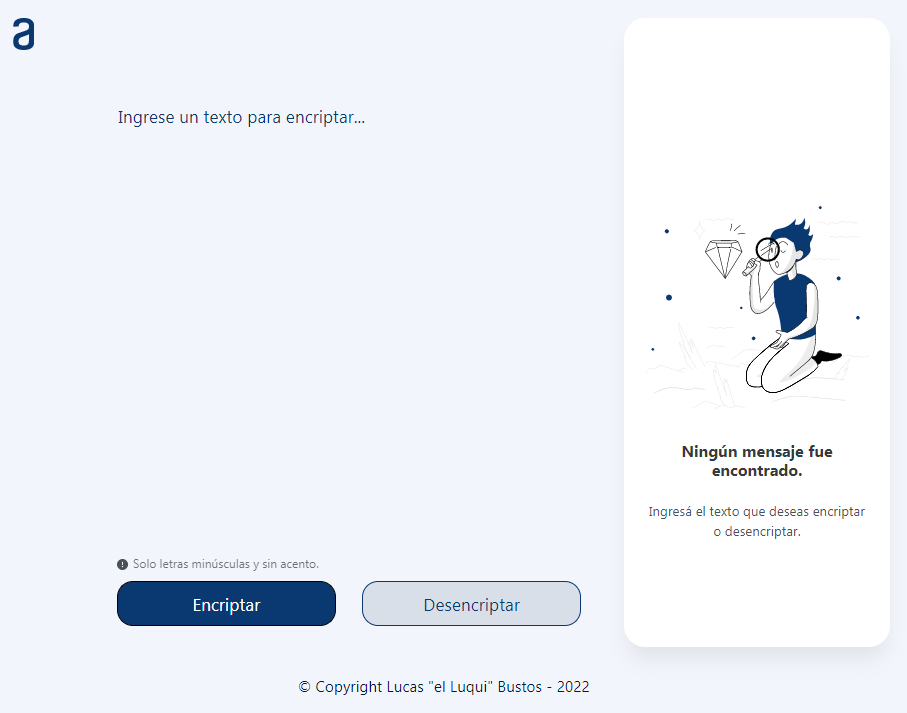 a
Ingrese un texto para encriptar...
Solo letras minúsculas y sin acento.
Encriptar
Desencriptar
Ningún mensaje fue
encontrado.
Ingresá el texto que deseas encriptar
o desencriptar.
© Copyright Lucas "el Luqui" Bustos - 2022